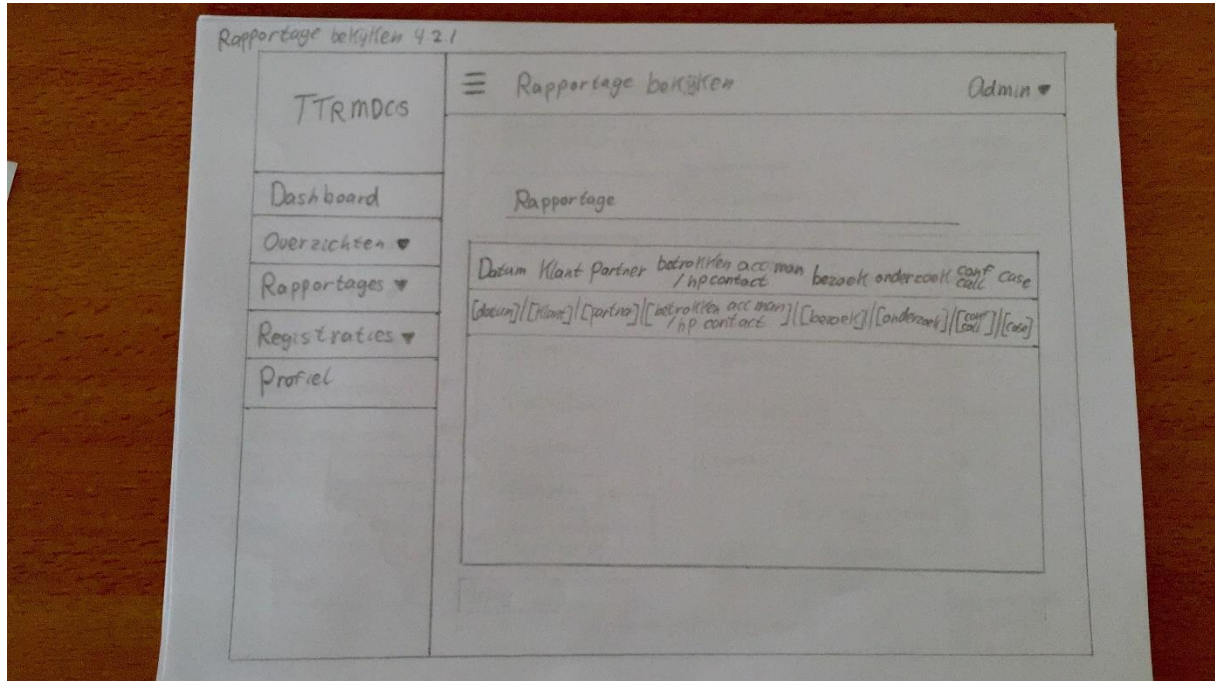 Rapportage bekijken 4.2.1
TTRMDCS
☰ Rapportage bekijken
Admin ▼
Dashboard
Overzichten ▼
Rapportages ▼
Registraties ▼
Profiel
Rapportage
Datum Klant Partner betrokken acc man / hp contact bezoek onderzoek conf call case
[datum]/[Klant]/[partner]/[betrokken acc man / hp contact]/[bezoek]/[onderzoek]/[conf call]/[case]